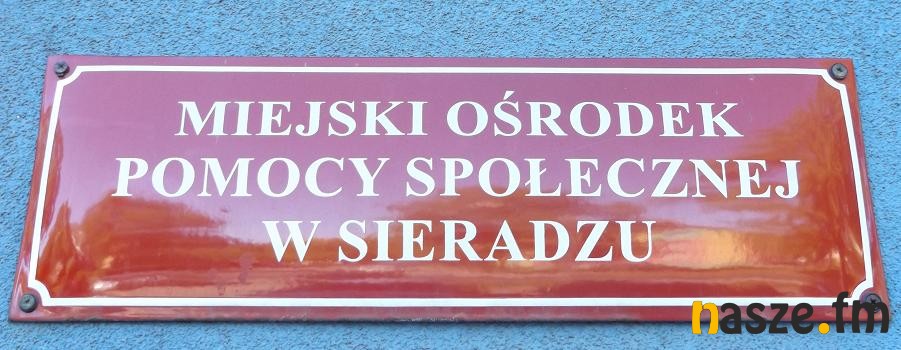 MIEJSKI OŚRODEK
POMOCY SPOŁECZNEJ
W SIERADZU
nasze.fm